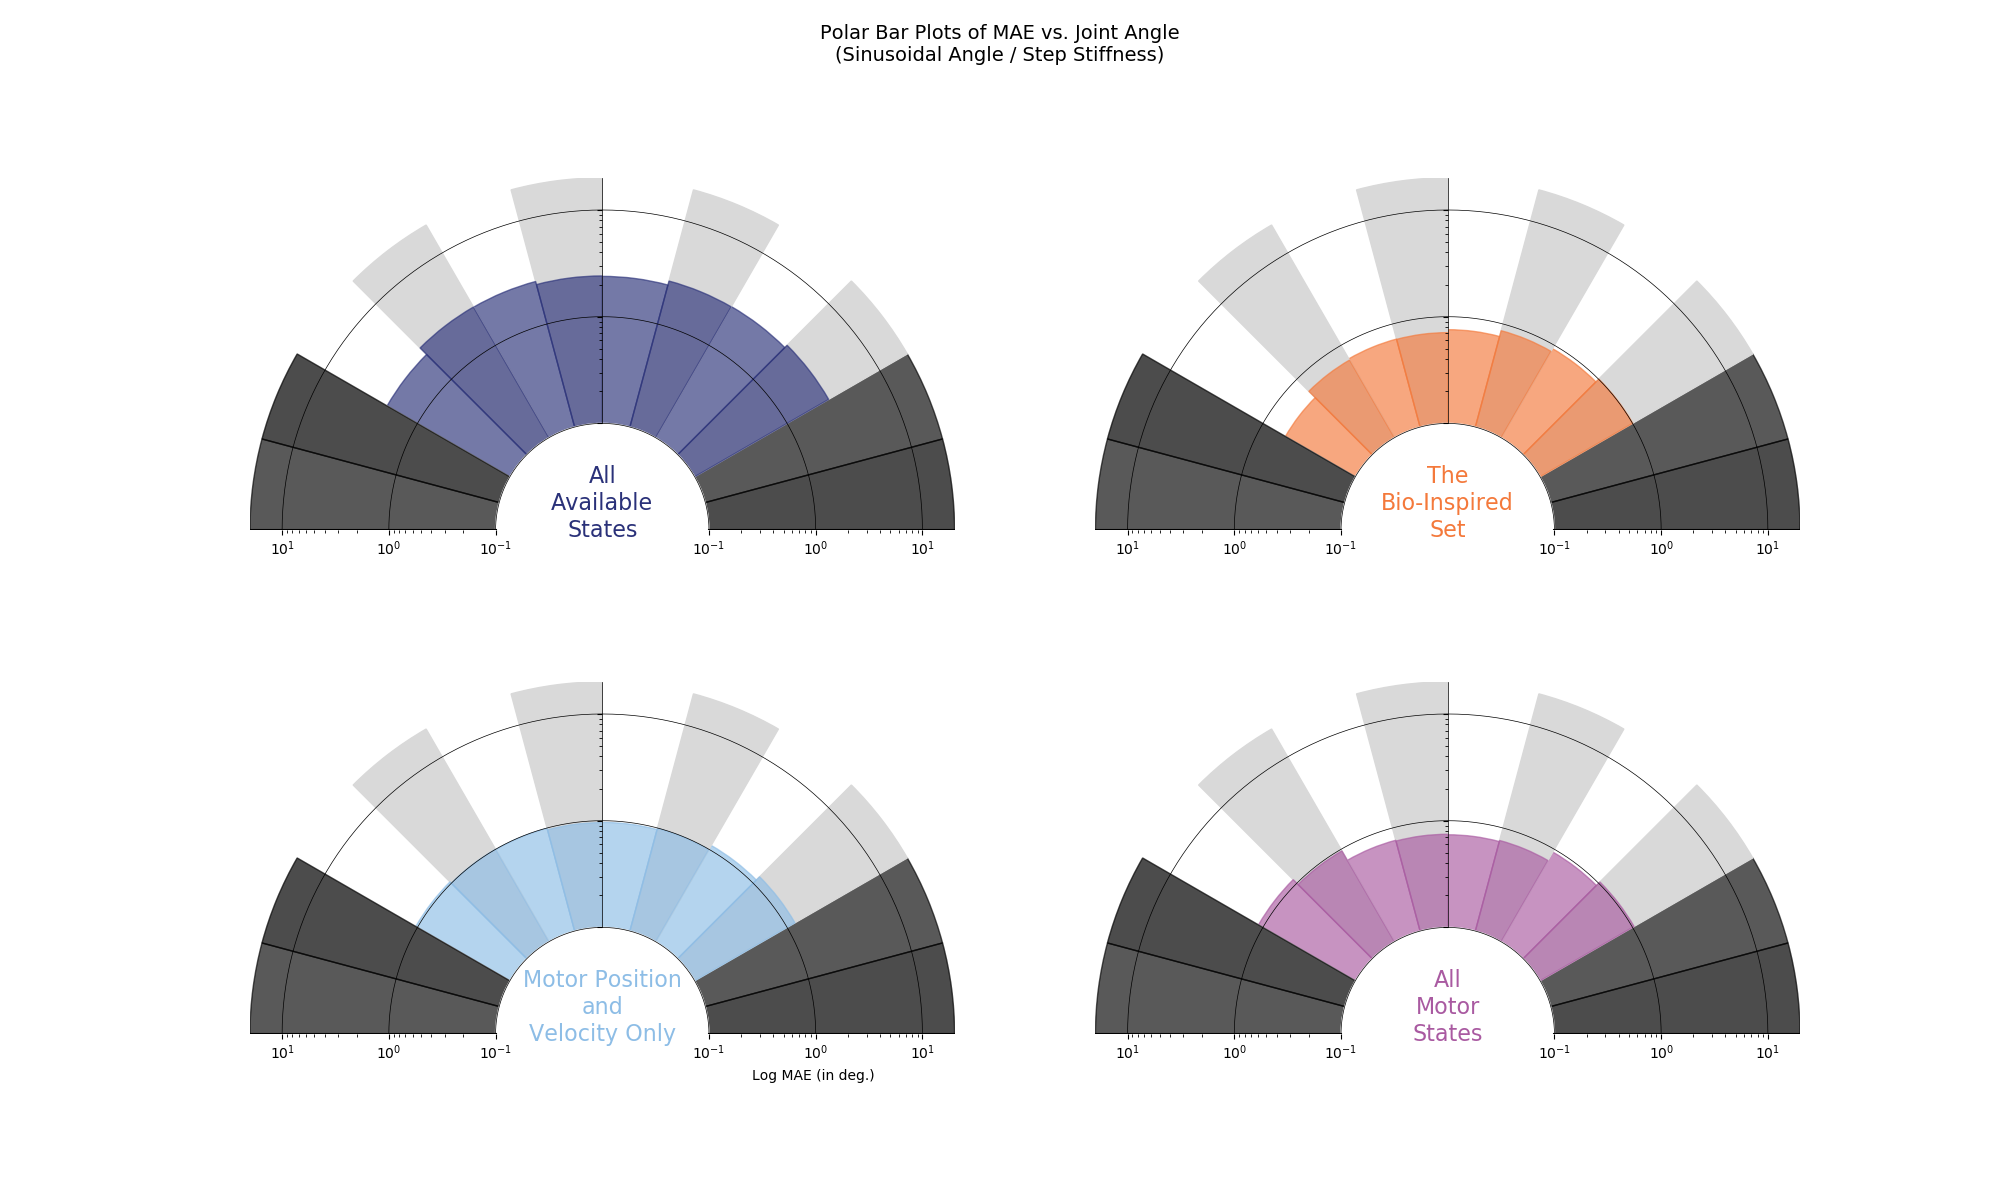 Polar Bar Plots of MAE vs. Joint Angle
(Sinusoidal Angle / Step Stiffness)
All
Available
States
10¹ 10⁰ 10⁻¹ 10⁻¹ 10⁰ 10¹
The
Bio-Inspired
Set
10¹ 10⁰ 10⁻¹ 10⁻¹ 10⁰ 10¹
Motor Position
and
Velocity Only
10¹ 10⁰ 10⁻¹ 10⁻¹ 10⁰ 10¹
Log MAE (in deg.)
All
Motor
States
10¹ 10⁰ 10⁻¹ 10⁻¹ 10⁰ 10¹